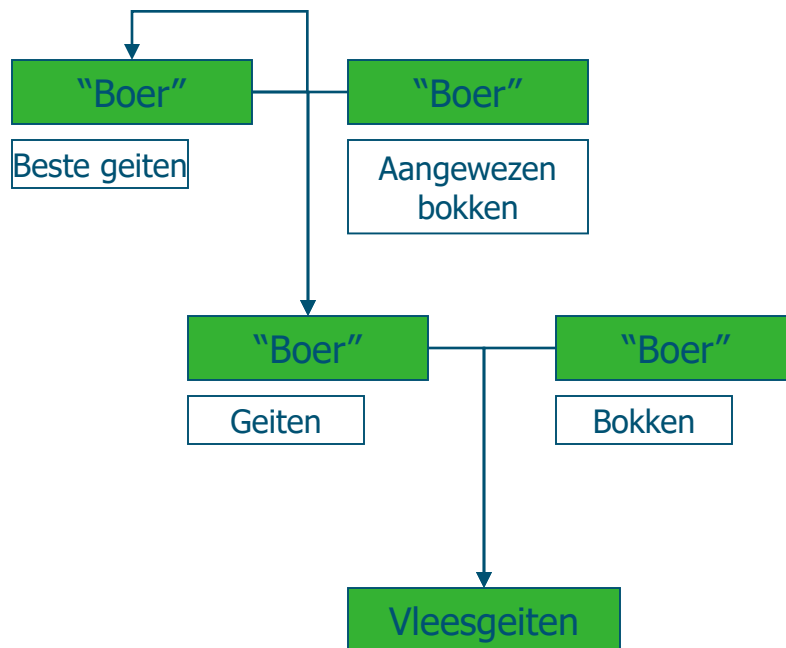 “Boer”
“Boer”
Beste geiten
Aangewezen
bokken
“Boer”
“Boer”
Geiten
Bokken
Vleesgeiten